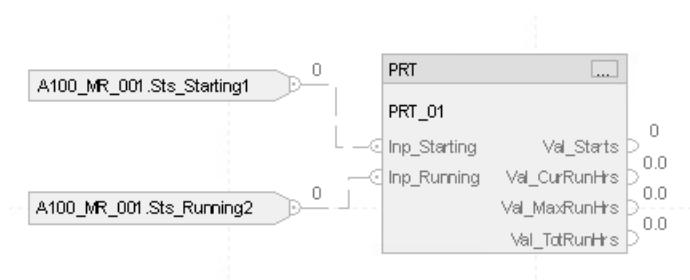 0
PRT
...
A100_MR_001.Sts_Starting1
PRT_01
0
Inp_Starting
Val_Starts
0.0
Inp_Running
Val_CurRunHrs
0
0.0
A100_MR_001.Sts_Running2
Val_MaxRunHrs
0.0
Val_TotRunHrs